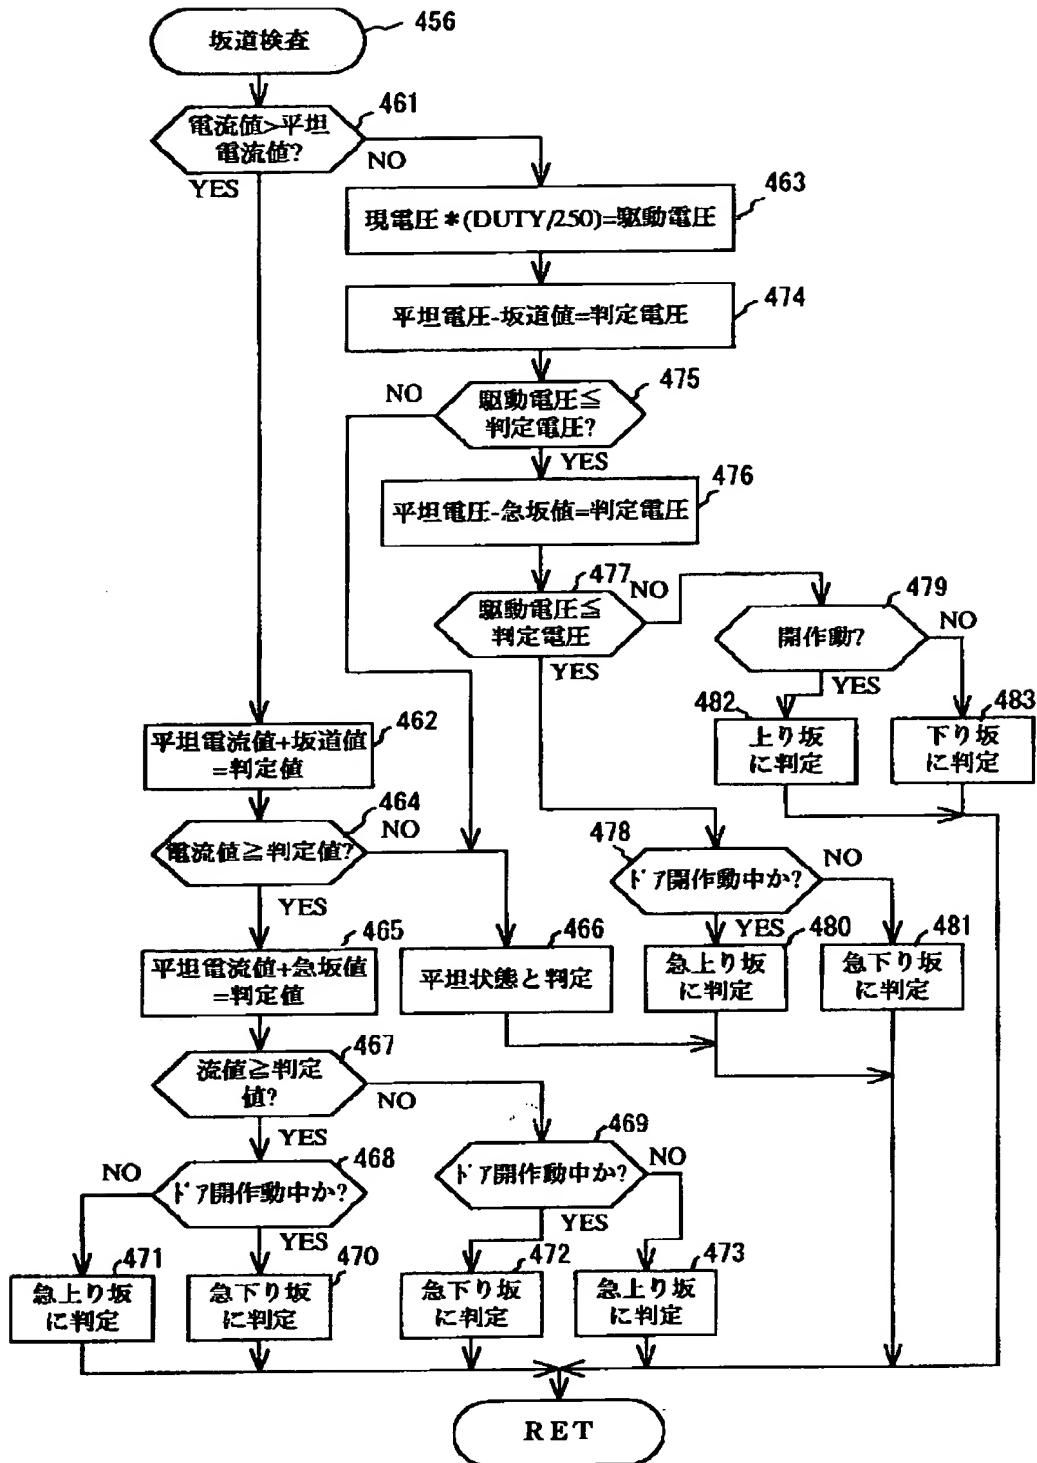 坂道検査
456
電流値>平坦
電流値?
461
NO
YES
現電圧*(DUTY/250)=駆動電圧
463
平坦電圧-坂道値=判定電圧
474
駆動電圧≦
判定電圧?
475
NO
YES
平坦電圧-急坂値=判定電圧
476
駆動電圧≦
判定電圧
477
NO
YES
開作動?
479
NO
YES
482
上り坂
に判定
483
下り坂
に判定
平坦電流値+坂道値
=判定値
462
電流値≧判定値?
464
NO
YES
478
ドア開作動中か?
NO
YES
平坦電流値+急坂値
=判定値
465
平坦状態と判定
466
急上り坂
に判定
480
急下り坂
に判定
481
流値≧判定
値?
467
NO
YES
ドア開作動中か?
468
NO
YES
ドア開作動中か?
469
NO
YES
急上り坂
に判定
471
急下り坂
に判定
470
急下り坂
に判定
472
急上り坂
に判定
473
RET